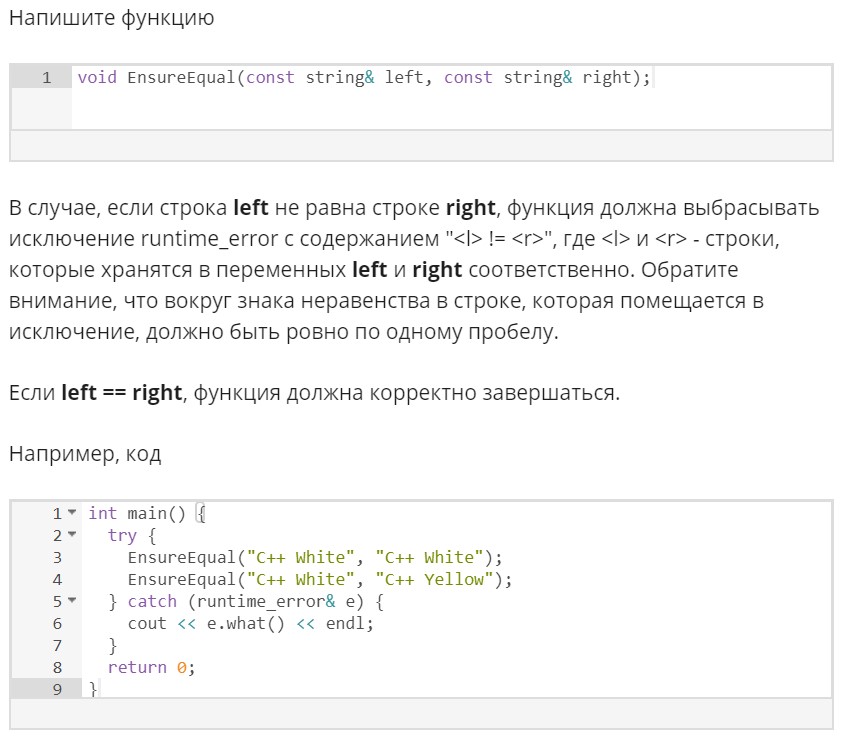 Напишите функцию
1 void EnsureEqual(const string& left, const string& right);
В случае, если строка left не равна строке right, функция должна выбрасывать
исключение runtime_error с содержанием "<l> != <r>", где <l> и <r> - строки,
которые хранятся в переменных left и right соответственно. Обратите
внимание, что вокруг знака неравенства в строке, которая помещается в
исключение, должно быть ровно по одному пробелу.
Если left == right, функция должна корректно завершаться.
Например, код
1 int main() {
2   try {
3     EnsureEqual("C++ White", "C++ White");
4     EnsureEqual("C++ White", "C++ Yellow");
5   } catch (runtime_error& e) {
6     cout << e.what() << endl;
7   }
8   return 0;
9 }